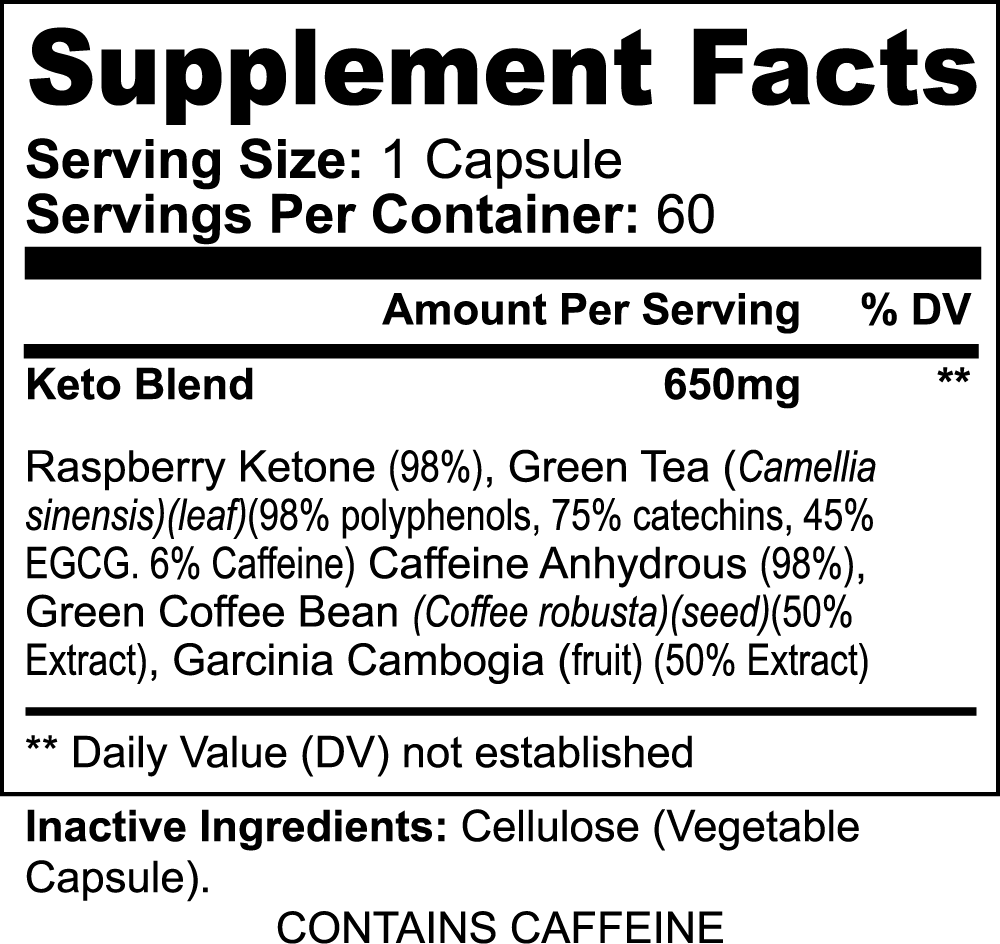 Supplement Facts
Serving Size: 1 Capsule
Servings Per Container: 60
Amount Per Serving % DV
Keto Blend 650mg **
Raspberry Ketone (98%), Green Tea (Camellia
sinensis)(leaf)(98% polyphenols, 75% catechins, 45%
EGCG. 6% Caffeine) Caffeine Anhydrous (98%),
Green Coffee Bean (Coffee robusta)(seed)(50%
Extract), Garcinia Cambogia (fruit) (50% Extract)
** Daily Value (DV) not established
Inactive Ingredients: Cellulose (Vegetable
Capsule).
CONTAINS CAFFEINE